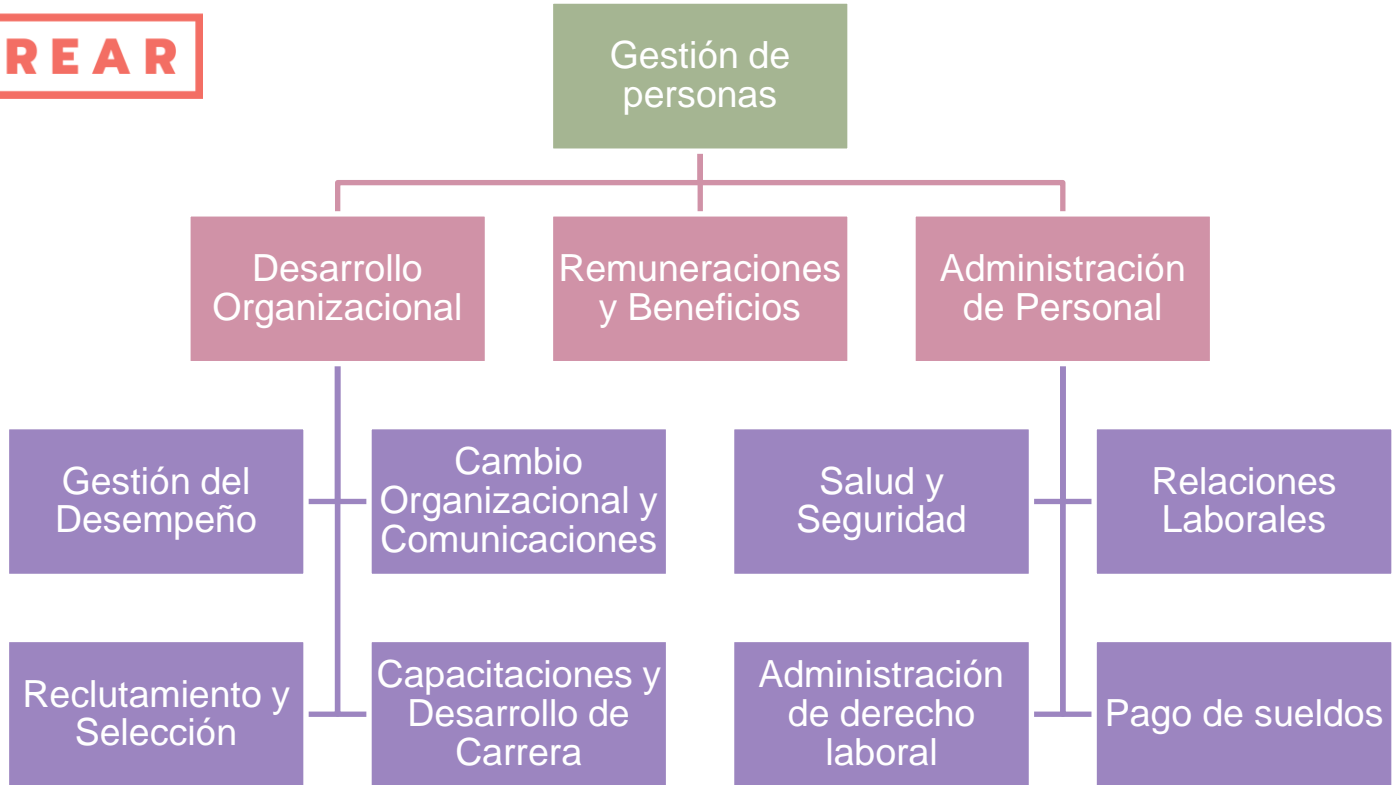 REAR
Gestión de
personas
Desarrollo
Organizacional
Remuneraciones
y Beneficios
Administración
de Personal
Gestión del
Desempeño
Cambio
Organizacional y
Comunicaciones
Salud y
Seguridad
Relaciones
Laborales
Reclutamiento y
Selección
Capacitaciones y
Desarrollo de
Carrera
Administración
de derecho
laboral
Pago de sueldos